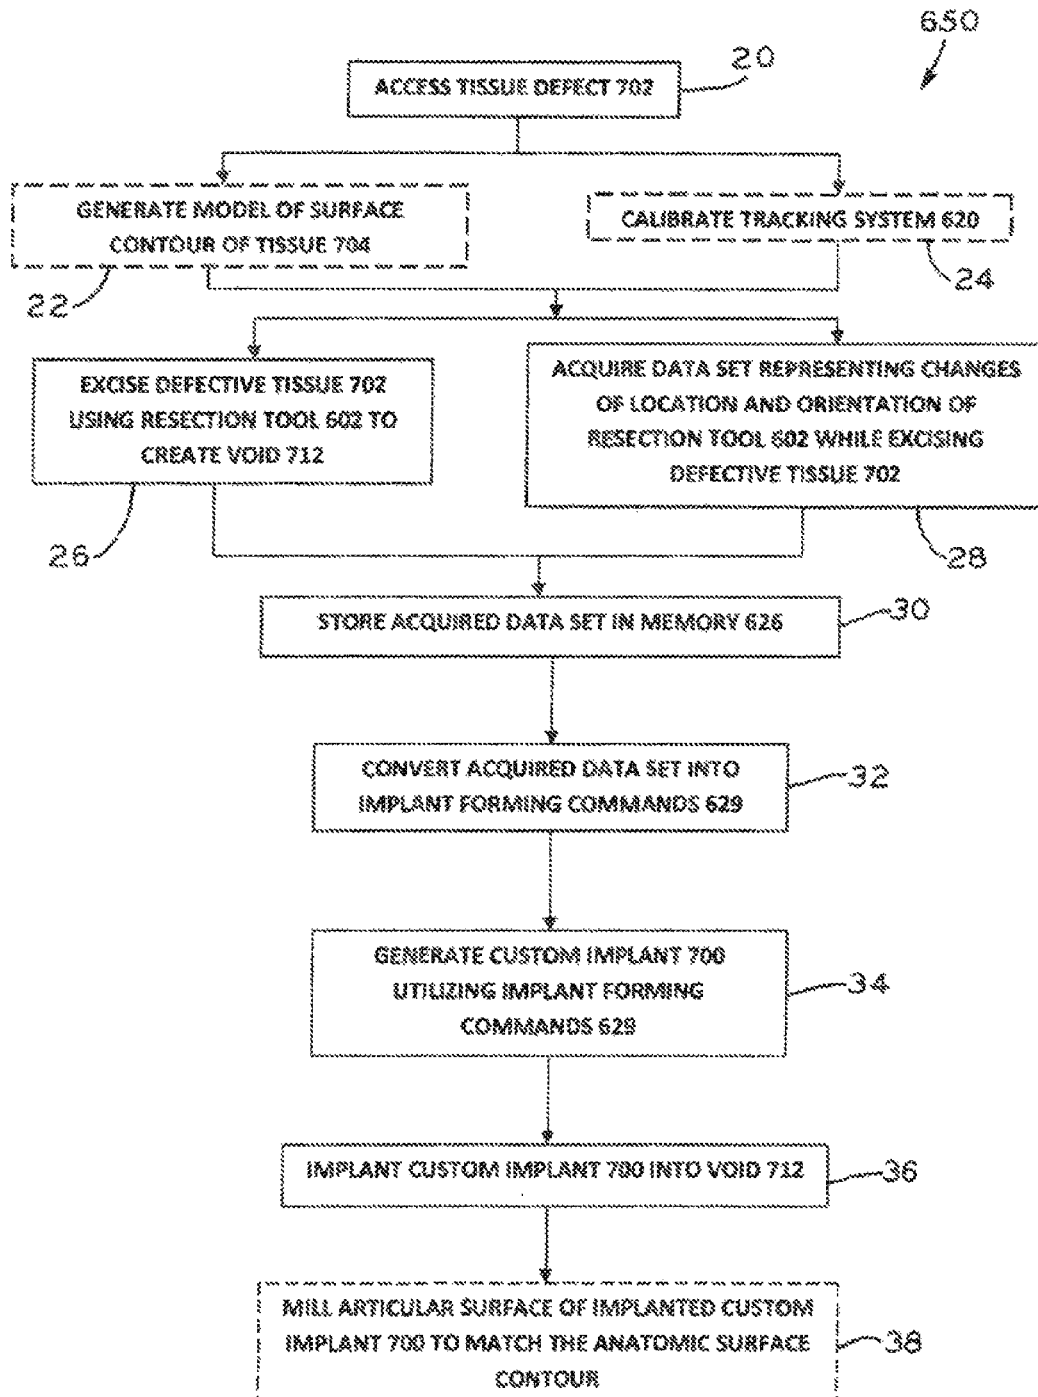 650
20
ACCESS TISSUE DEFECT 702
GENERATE MODEL OF SURFACE
CONTOUR OF TISSUE 704
22
CALIBRATE TRACKING SYSTEM 620
24
EXCISE DEFECTIVE TISSUE 702
USING RESECTION TOOL 602 TO
CREATE VOID 712
26
ACQUIRE DATA SET REPRESENTING CHANGES
OF LOCATION AND ORIENTATION OF
RESECTION TOOL 602 WHILE EXCISING
DEFECTIVE TISSUE 702
28
STORE ACQUIRED DATA SET IN MEMORY 626
30
CONVERT ACQUIRED DATA SET INTO
IMPLANT FORMING COMMANDS 629
32
GENERATE CUSTOM IMPLANT 700
UTILIZING IMPLANT FORMING
COMMANDS 628
34
IMPLANT CUSTOM IMPLANT 700 INTO VOID 712
36
MILL ARTICULAR SURFACE OF IMPLANTED CUSTOM
IMPLANT 700 TO MATCH THE ANATOMIC SURFACE
CONTOUR
38